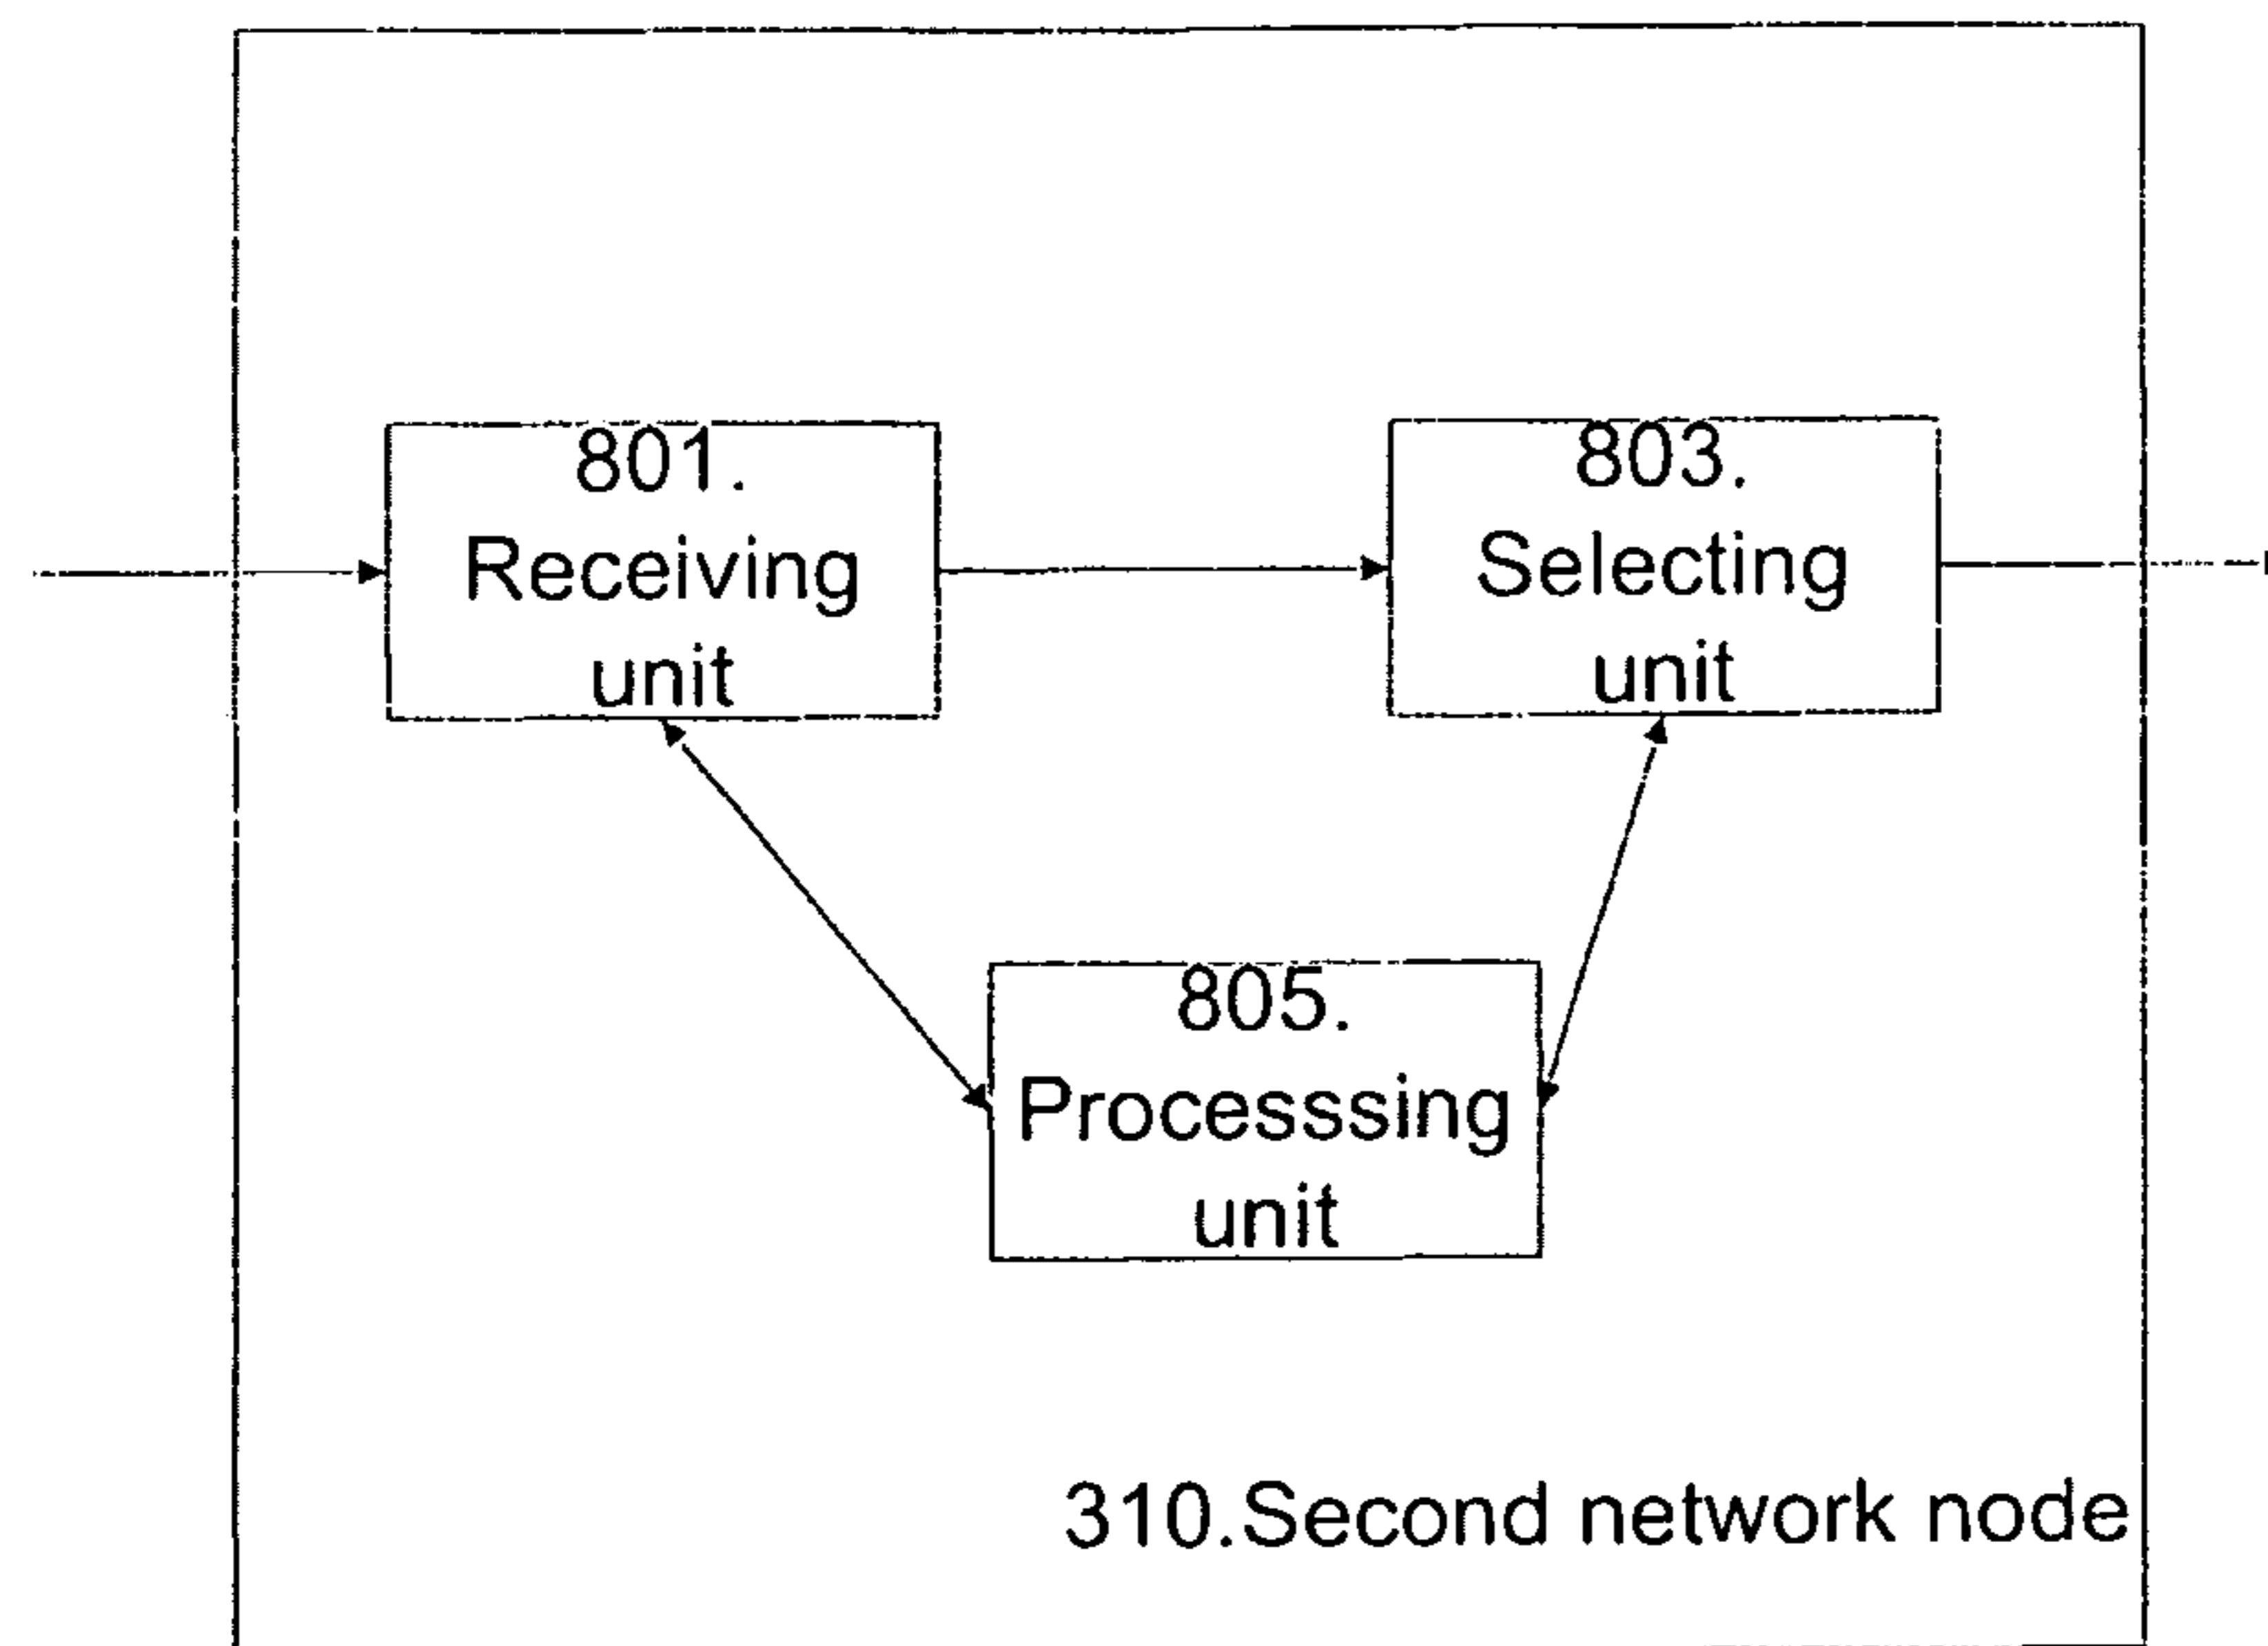 801.
Receiving
unit
803.
Selecting
unit
805.
Processsing
unit
310.Second network node